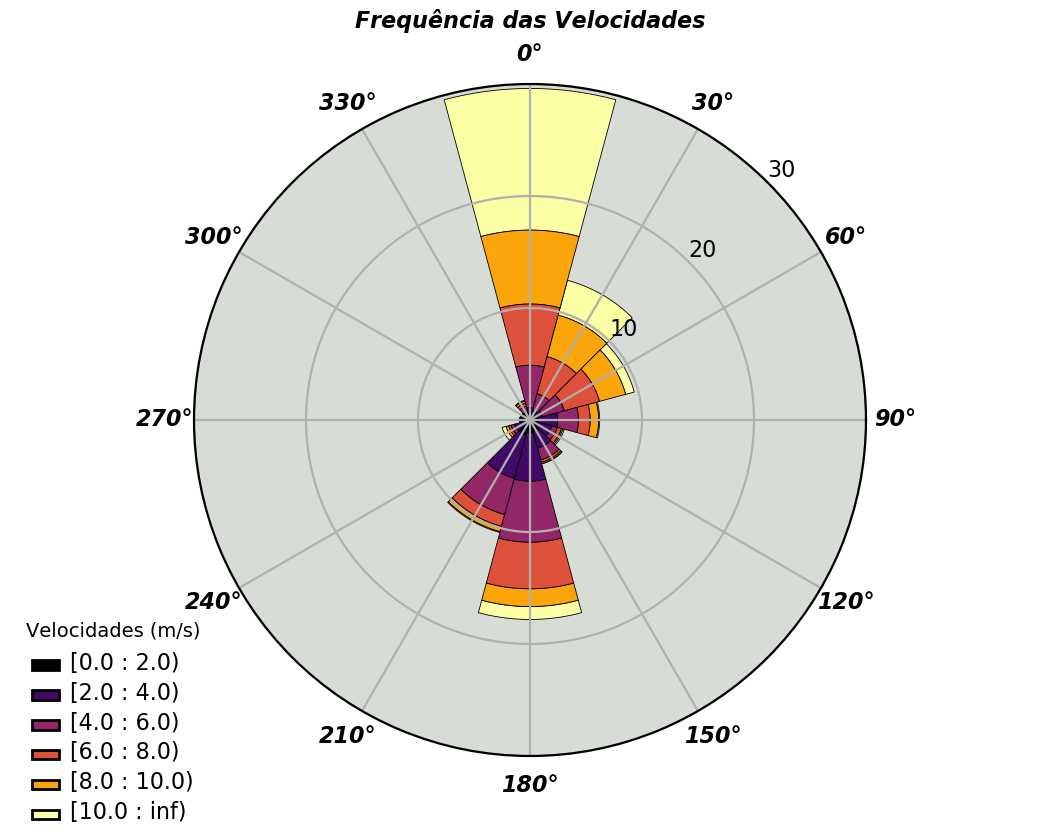 Frequência das Velocidades
0°
330°
30°
30
300°
60°
20
10
270°
90°
240°
120°
Velocidades (m/s)
[0.0 : 2.0)
[2.0 : 4.0)
[4.0 : 6.0)
[6.0 : 8.0)
[8.0 : 10.0)
[10.0 : inf)
210°
150°
180°